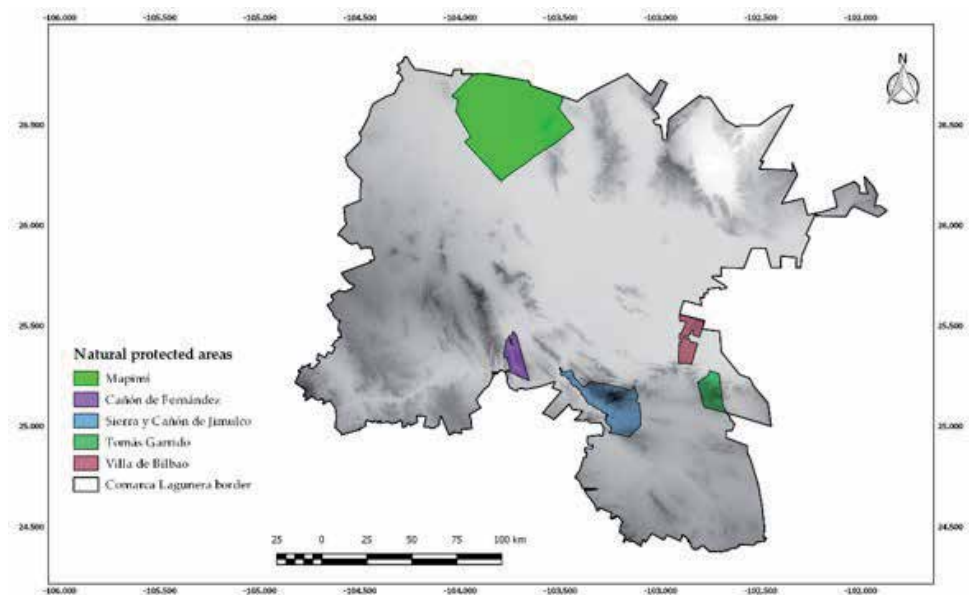 -106.000 -105.500 -105.000 -104.500 -104.000 -103.500 -103.000 -102.500 -102.000
N
26.500 26.500
26.000 26.000
25.500 25.500
Natural protected areas
Mapimí
Cañón de Fernández
Sierra y Cañón de Jimulco
25.000 25.000
Tomás Garrido
Villa de Bilbao
Comarca Lagunera border
24.500 24.500
25 0 25 50 75 100 km
-106.000 -105.500 -105.000 -104.500 -104.000 -103.500 -103.000 -102.500 -102.000